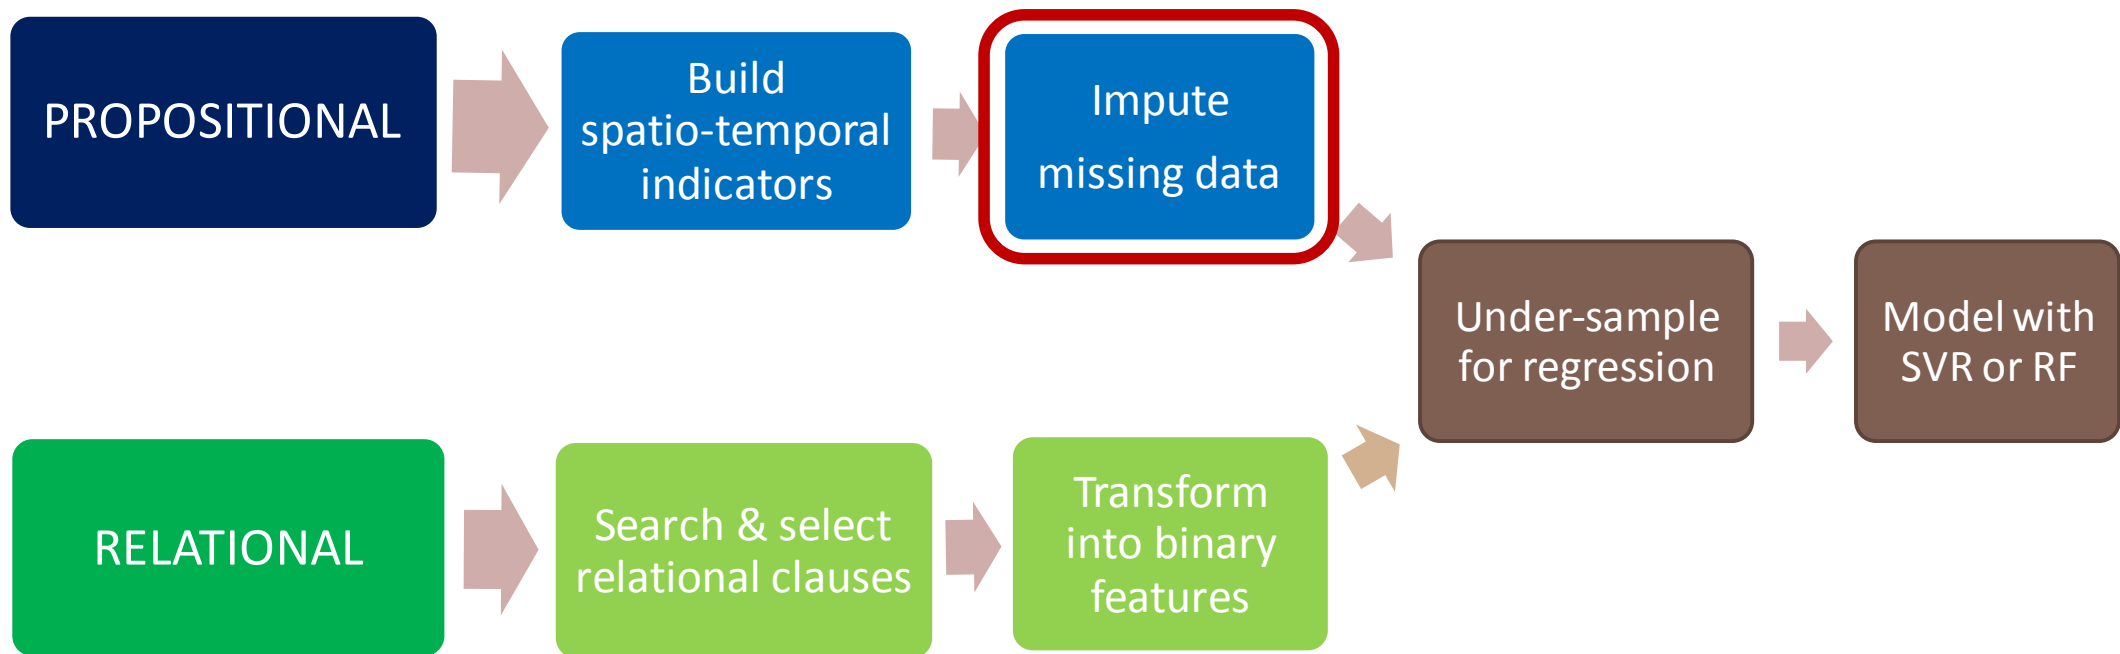 PROPOSITIONAL
Build
spatio-temporal
indicators
Impute
missing data
Under-sample
for regression
Model with
SVR or RF
RELATIONAL
Search & select
relational clauses
Transform
into binary
features